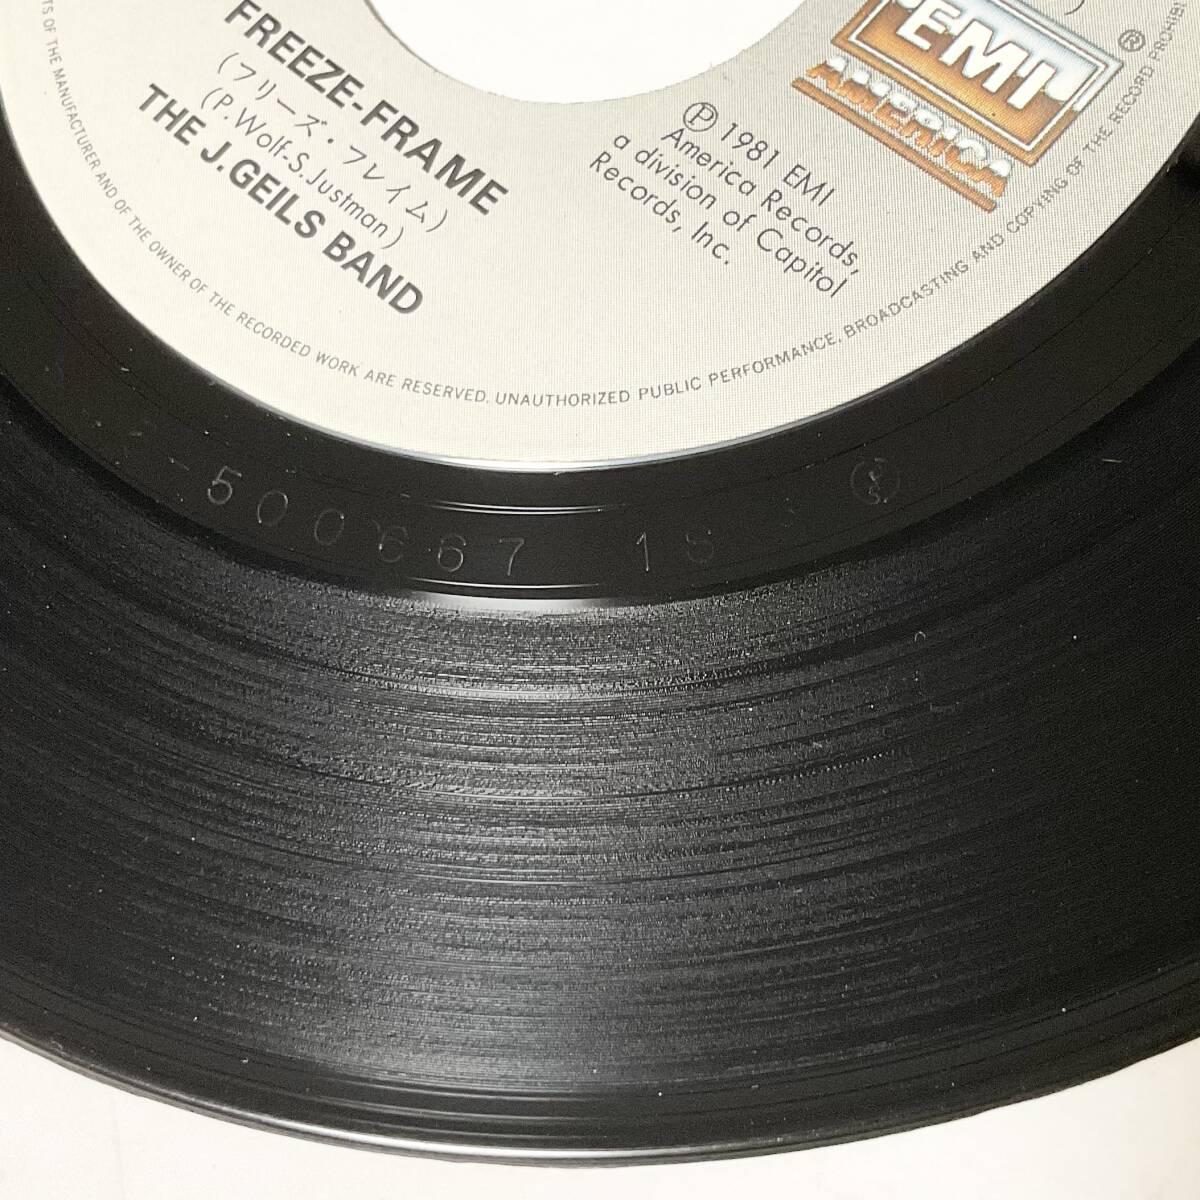 FREEZE-FRAME
(フリーズ・フレイム)
(P.Wolf-S.Justman)
THE J.GEILS BAND
EMI
AMERICA
®
Ⓟ 1981 EMI
America Records,
a division of Capitol
Records, Inc.
TS OF THE MANUFACTURER AND OF THE OWNER OF THE RECORDED WORK ARE RESERVED. UNAUTHORIZED PUBLIC PERFORMANCE, BROADCASTING AND COPYING OF THE RECORD PROHIBI
-500667 1S